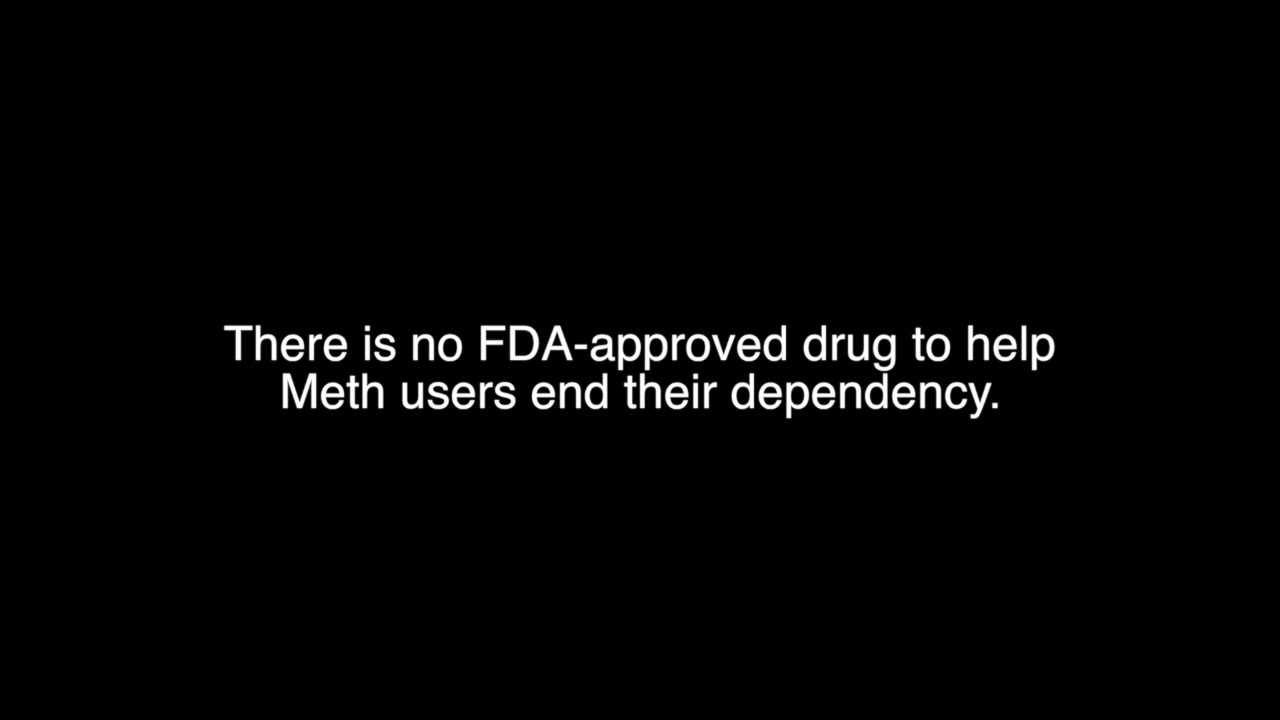 There is no FDA-approved drug to help
Meth users end their dependency.